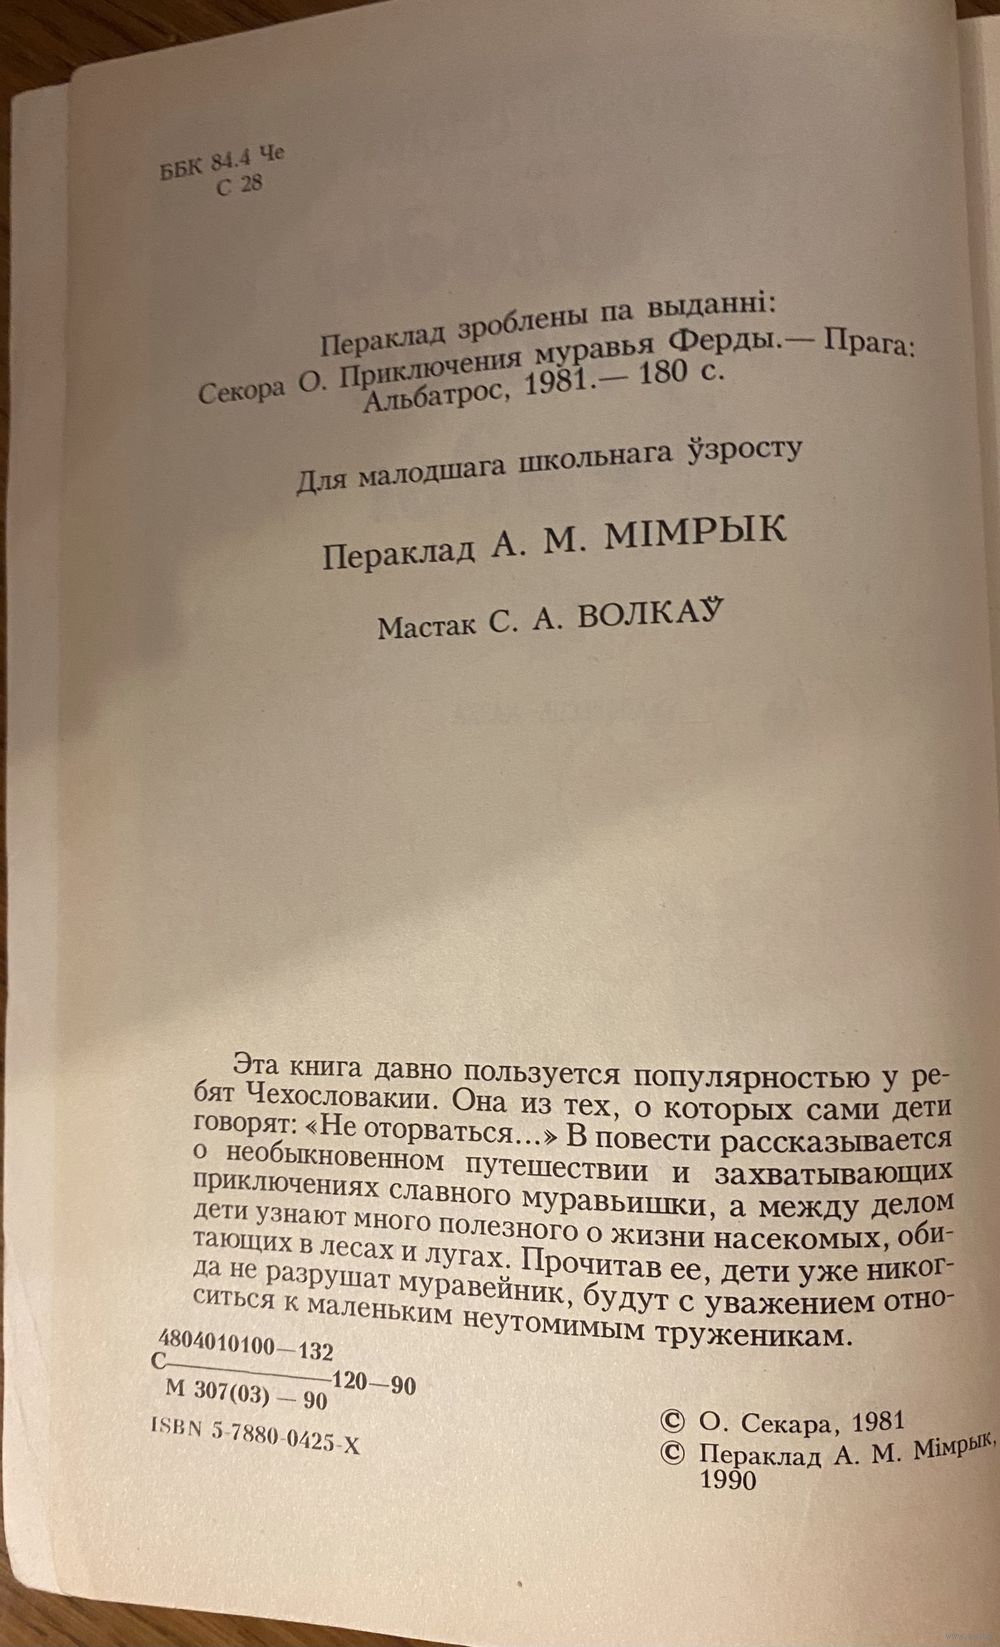 ББК 84.4 Че
С 28
Пераклад зроблены па выданні:
Секора О. Приключения муравья Ферды.— Прага:
Альбатрос, 1981.— 180 с.
Для малодшага школьнага ўзросту
Пераклад А. М. МІМРЫК
Мастак С. А. ВОЛКАЎ
Эта книга давно пользуется популярностью у ре-
бят Чехословакии. Она из тех, о которых сами дети
говорят: «Не оторваться...» В повести рассказывается
о необыкновенном путешествии и захватывающих
приключениях славного муравьишки, а между делом
дети узнают много полезного о жизни насекомых, оби-
тающих в лесах и лугах. Прочитав ее, дети уже никог-
да не разрушат муравейник, будут с уважением отно-
ситься к маленьким неутомимым труженикам.
4804010100—132
С—120—90
М 307(03) — 90
ISBN 5-7880-0425-X
© О. Секара, 1981
© Пераклад А. М. Мімрык,
1990